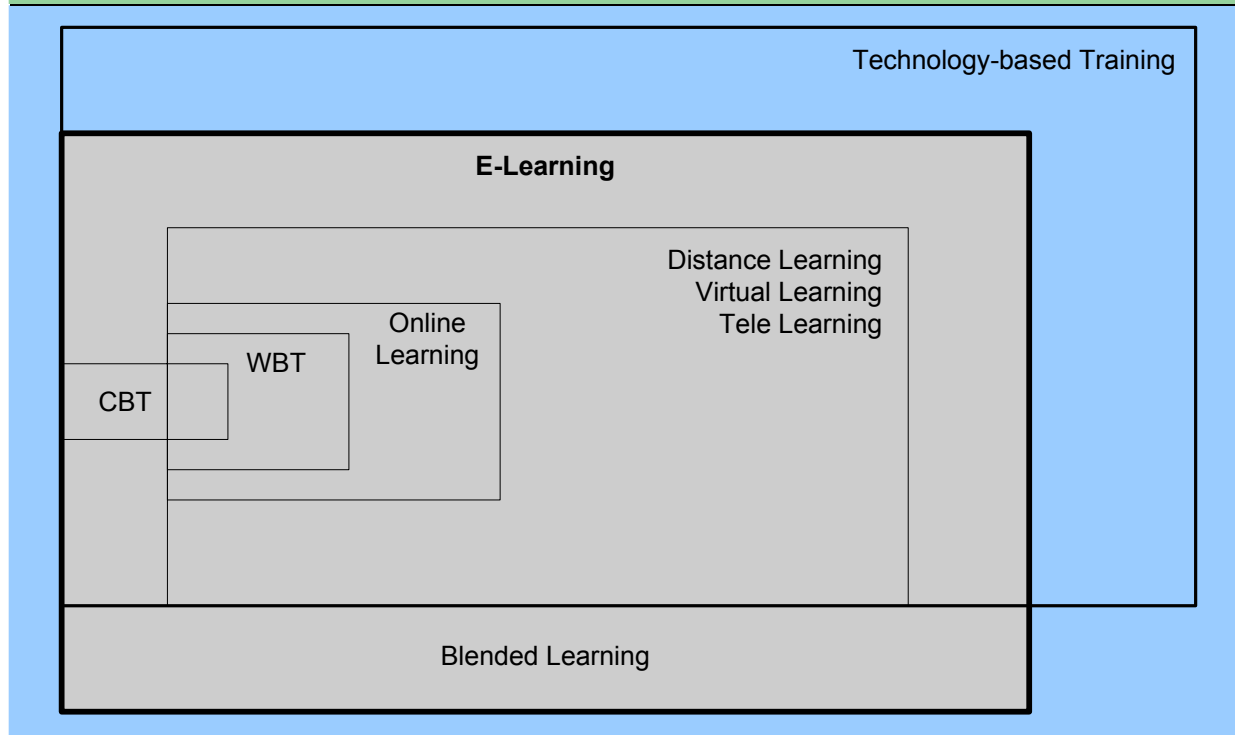 Technology-based Training
E-Learning
Distance Learning
Virtual Learning
Tele Learning
Online
Learning
WBT
CBT
Blended Learning